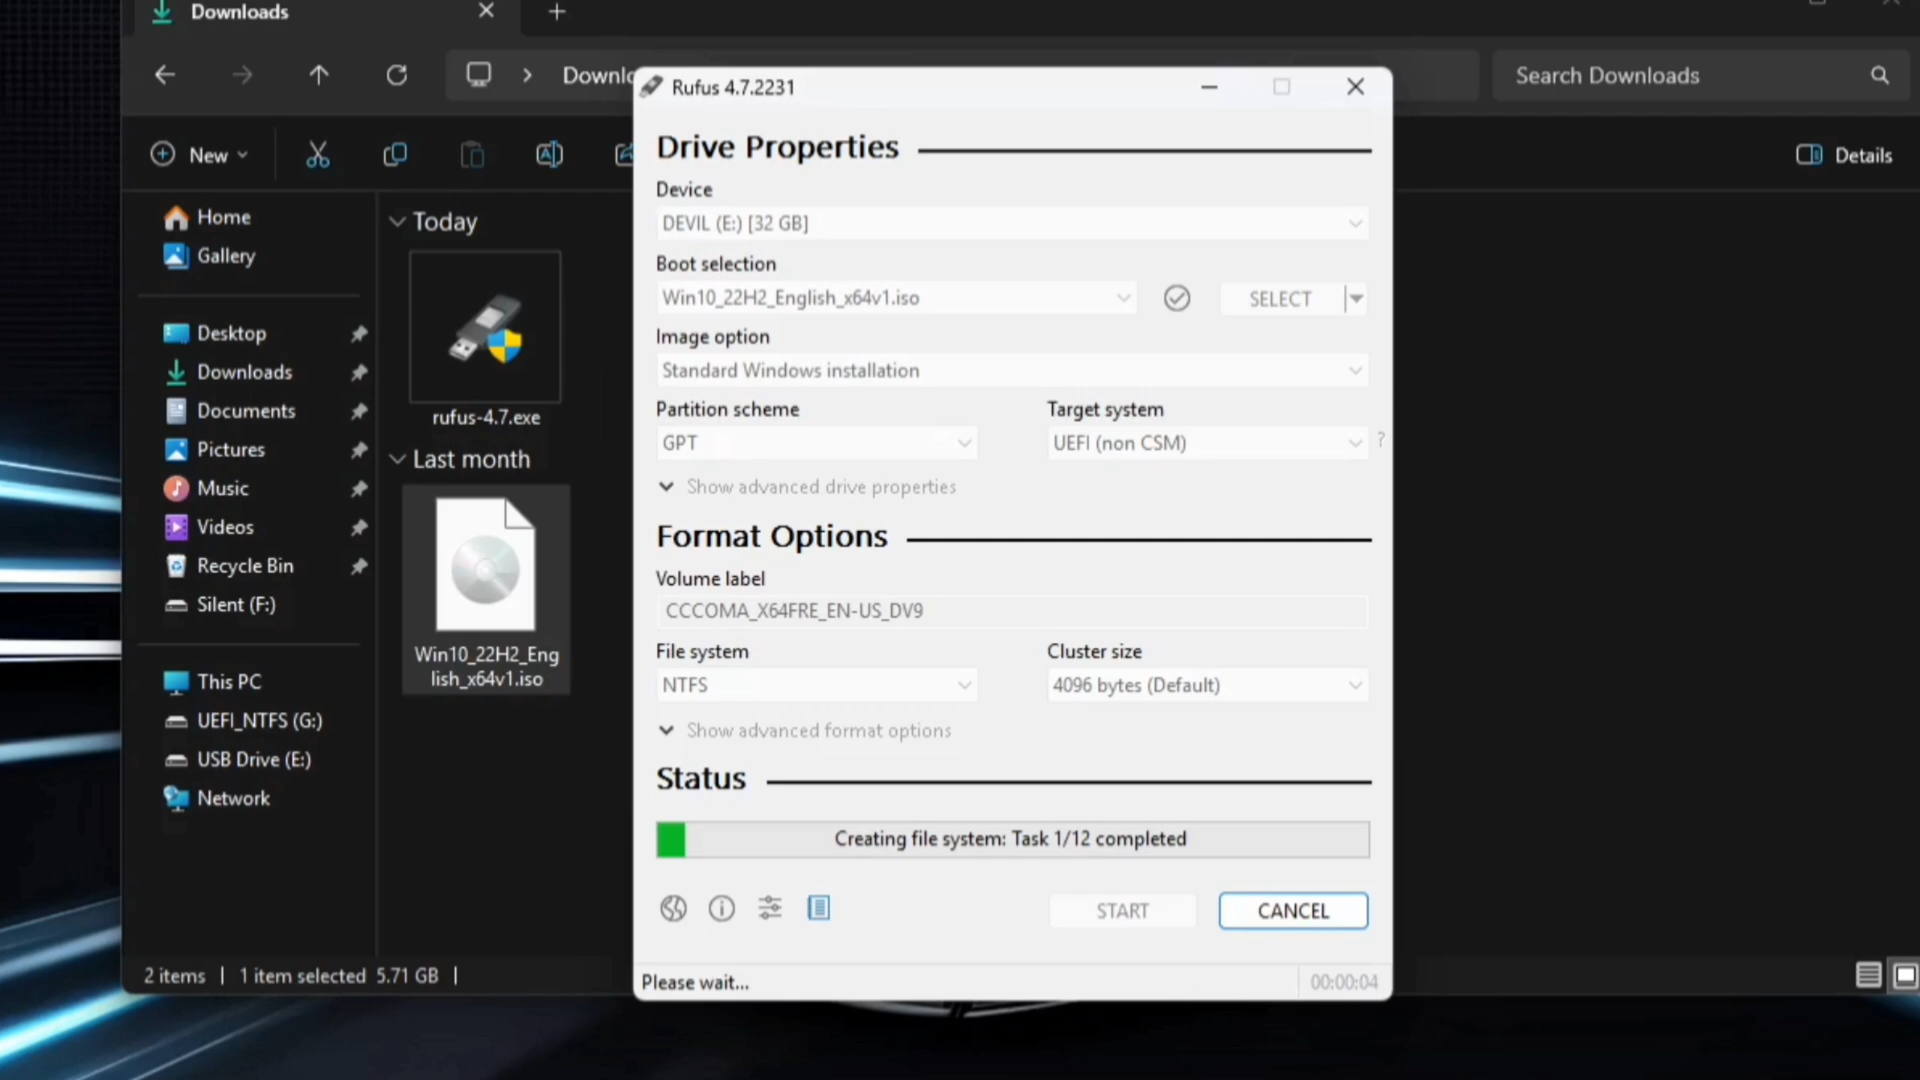 Downloads
Search Downloads
New
Details
Home
Gallery
Desktop
Downloads
Documents
Pictures
Music
Videos
Recycle Bin
Silent (F:)
This PC
UEFI_NTFS (G:)
USB Drive (E:)
Network
Today
rufus-4.7.exe
Last month
Win10_22H2_Eng
lish_x64v1.iso
2 items | 1 item selected 5.71 GB |
Rufus 4.7.2231
Drive Properties
Device
DEVIL (E:) [32 GB]
Boot selection
Win10_22H2_English_x64v1.iso
SELECT
Image option
Standard Windows installation
Partition scheme
Target system
GPT
UEFI (non CSM)
?
Show advanced drive properties
Format Options
Volume label
CCCOMA_X64FRE_EN-US_DV9
File system
Cluster size
NTFS
4096 bytes (Default)
Show advanced format options
Status
Creating file system: Task 1/12 completed
START
CANCEL
Please wait...
00:00:04